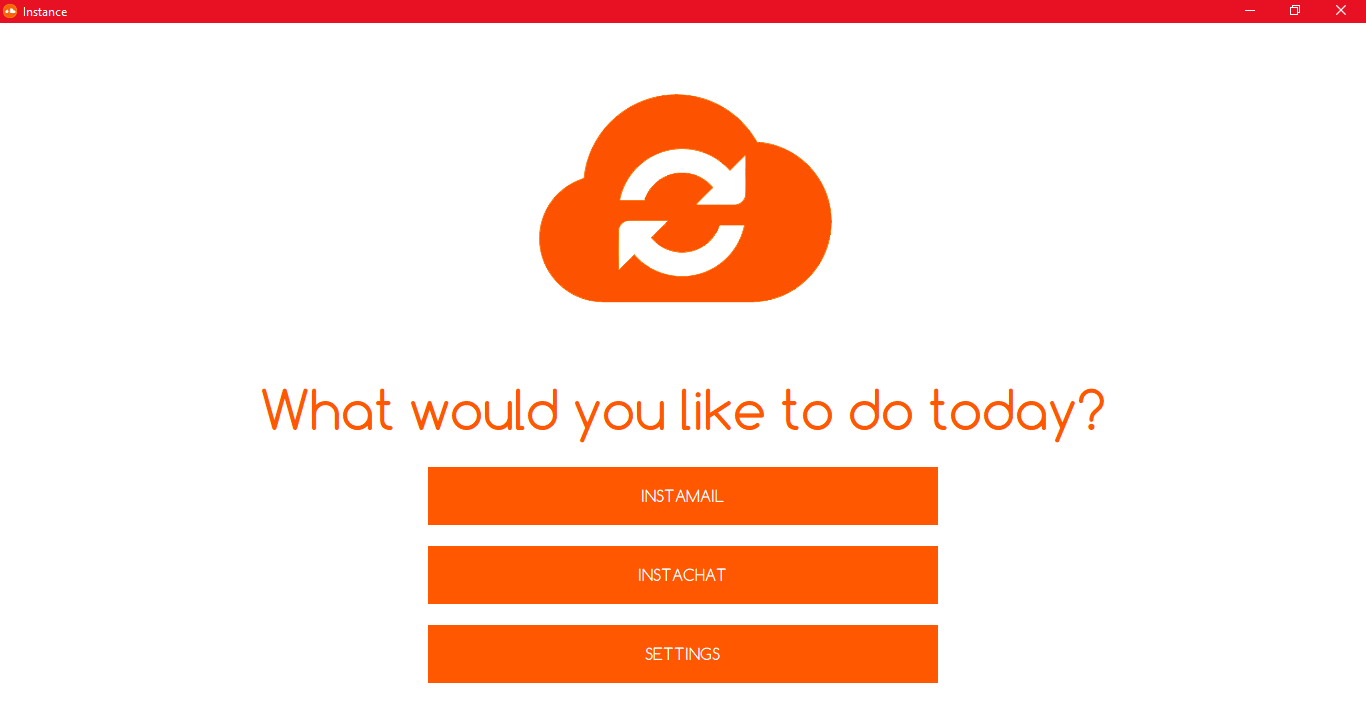 Instance
What would you like to do today?
INSTAMAIL
INSTACHAT
SETTINGS